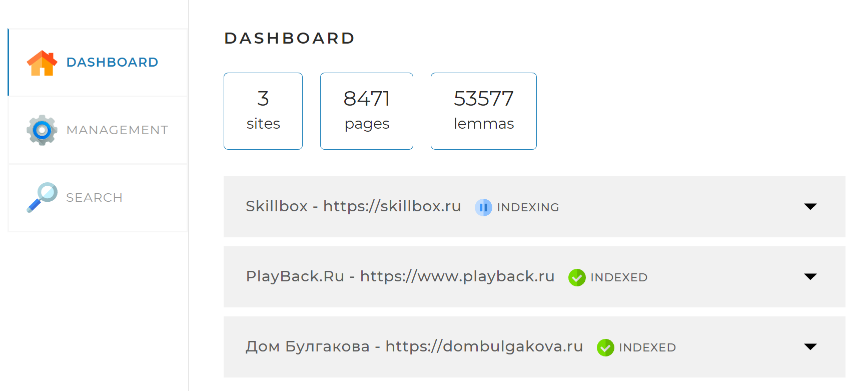 DASHBOARD
MANAGEMENT
SEARCH
DASHBOARD
3
sites
8471
pages
53577
lemmas
Skillbox - https://skillbox.ru INDEXING
PlayBack.Ru - https://www.playback.ru INDEXED
Дом Булгакова - https://dombulgakova.ru INDEXED